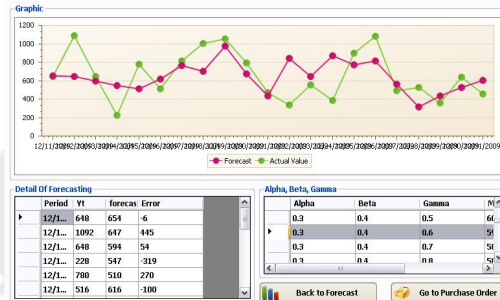 Graphic
1200
1000
800
600
400
200
0
Forecast Actual Value
Detail Of Forecasting
Period Yt forecas Error
12/1... 648 654 -6
12/1... 1092 647 445
12/1... 648 594 54
12/1... 228 547 -319
12/1... 780 510 270
12/1... 516 616 -100
Alpha, Beta, Gamma
Alpha Beta Gamma
0.3 0.4 0.5
0.3 0.4 0.6
0.3 0.4 0.7
0.3 0.4 0.8
Back to Forecast
Go to Purchase Order